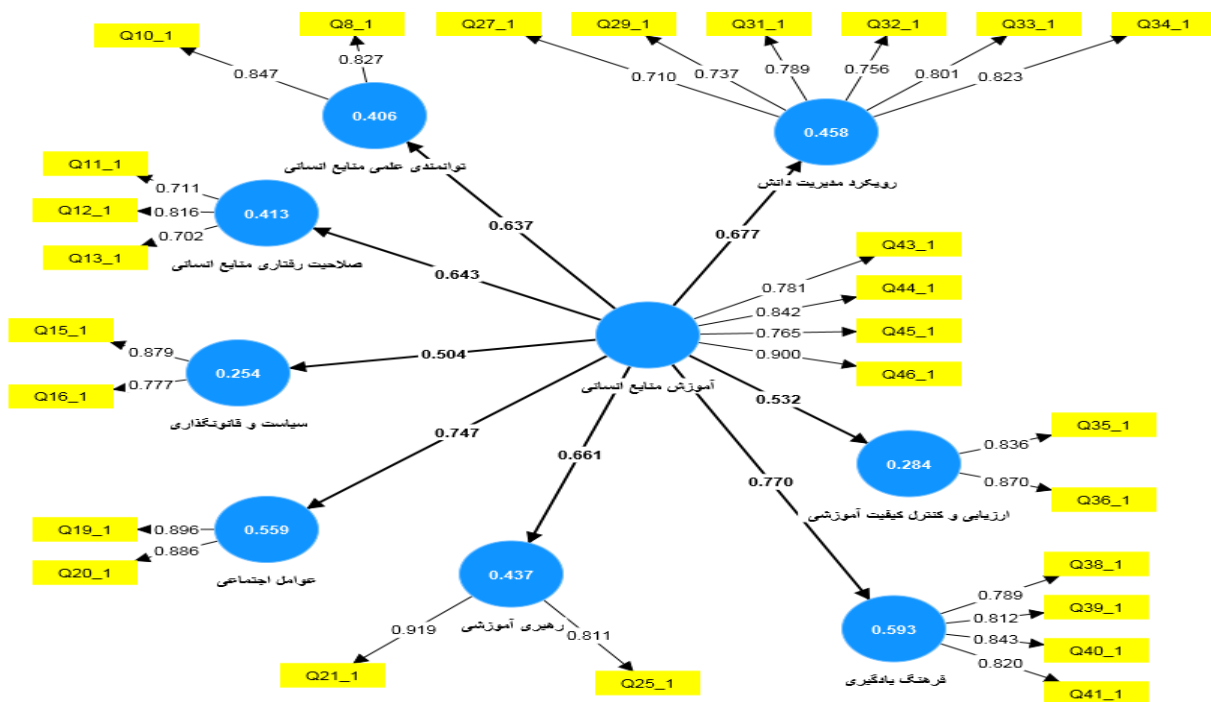 Q10_1
Q8_1
Q27_1
Q29_1
Q31_1
Q32_1
Q33_1
Q34_1
0.847
0.827
0.710
0.737
0.789
0.756
0.801
0.823
0.406
توانمندی علمی منابع انسانی
0.458
رویکرد مدیریت دانش
Q11_1
Q12_1
Q13_1
0.711
0.816
0.702
0.413
صلاحیت رفتاری منابع انسانی
0.637
0.677
0.643
Q43_1
Q44_1
Q45_1
Q46_1
0.781
0.842
0.765
0.900
آموزش منابع انسانی
Q15_1
Q16_1
0.879
0.777
0.254
سیاست و قانونگذاری
0.504
0.532
0.747
0.661
0.770
Q35_1
Q36_1
0.836
0.870
0.284
ارزیابی و کنترل کیفیت آموزشی
Q19_1
Q20_1
0.896
0.886
0.559
عوامل اجتماعی
0.437
رهبری آموزشی
0.919
0.811
Q21_1
Q25_1
0.593
فرهنگ یادگیری
0.789
0.812
0.843
0.820
Q38_1
Q39_1
Q40_1
Q41_1